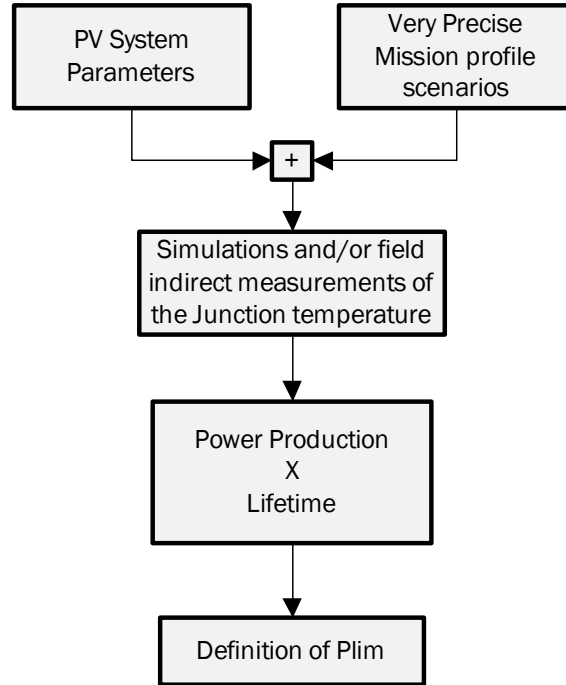 PV System
Parameters
Very Precise
Mission profile
scenarios
+
Simulations and/or field
indirect measurements of
the Junction temperature
Power Production
X
Lifetime
Definition of Plim